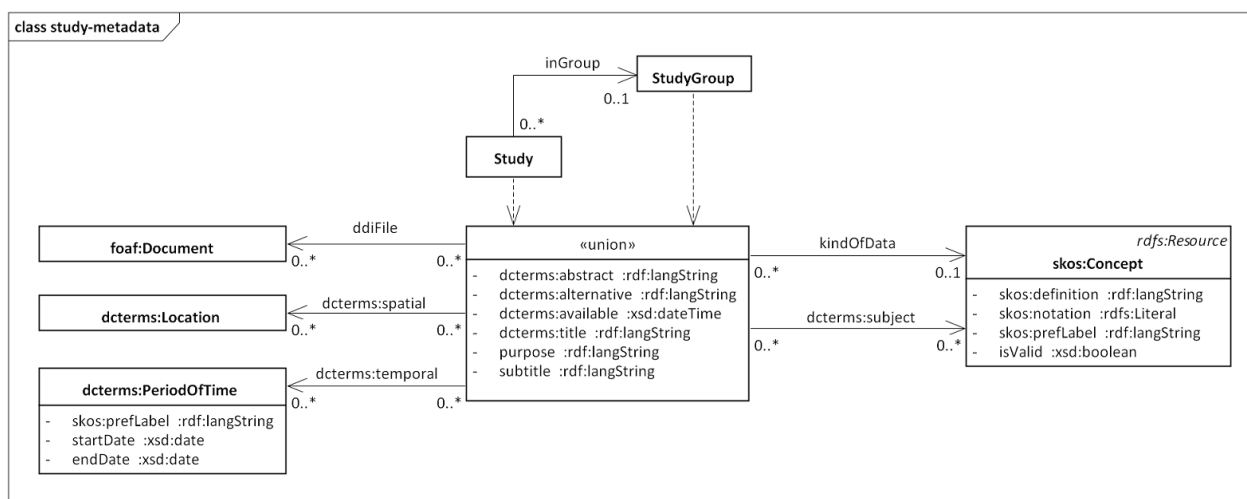 class study-metadata
inGroup
StudyGroup
0..1
0..*
Study
ddiFile
foaf:Document
0..* 0..*
dcterms:spatial
dcterms:Location
0..* 0..*
dcterms:temporal
dcterms:PeriodOfTime
0..* 0..*
- skos:prefLabel :rdf:langString
- startDate :xsd:date
- endDate :xsd:date
«union»
- dcterms:abstract :rdf:langString
- dcterms:alternative :rdf:langString
- dcterms:available :xsd:dateTime
- dcterms:title :rdf:langString
- purpose :rdf:langString
- subtitle :rdf:langString
kindOfData
0..* 0..1
dcterms:subject
0..* 0..*
rdfs:Resource
skos:Concept
- skos:definition :rdf:langString
- skos:notation :rdfs:Literal
- skos:prefLabel :rdf:langString
- isValid :xsd:boolean